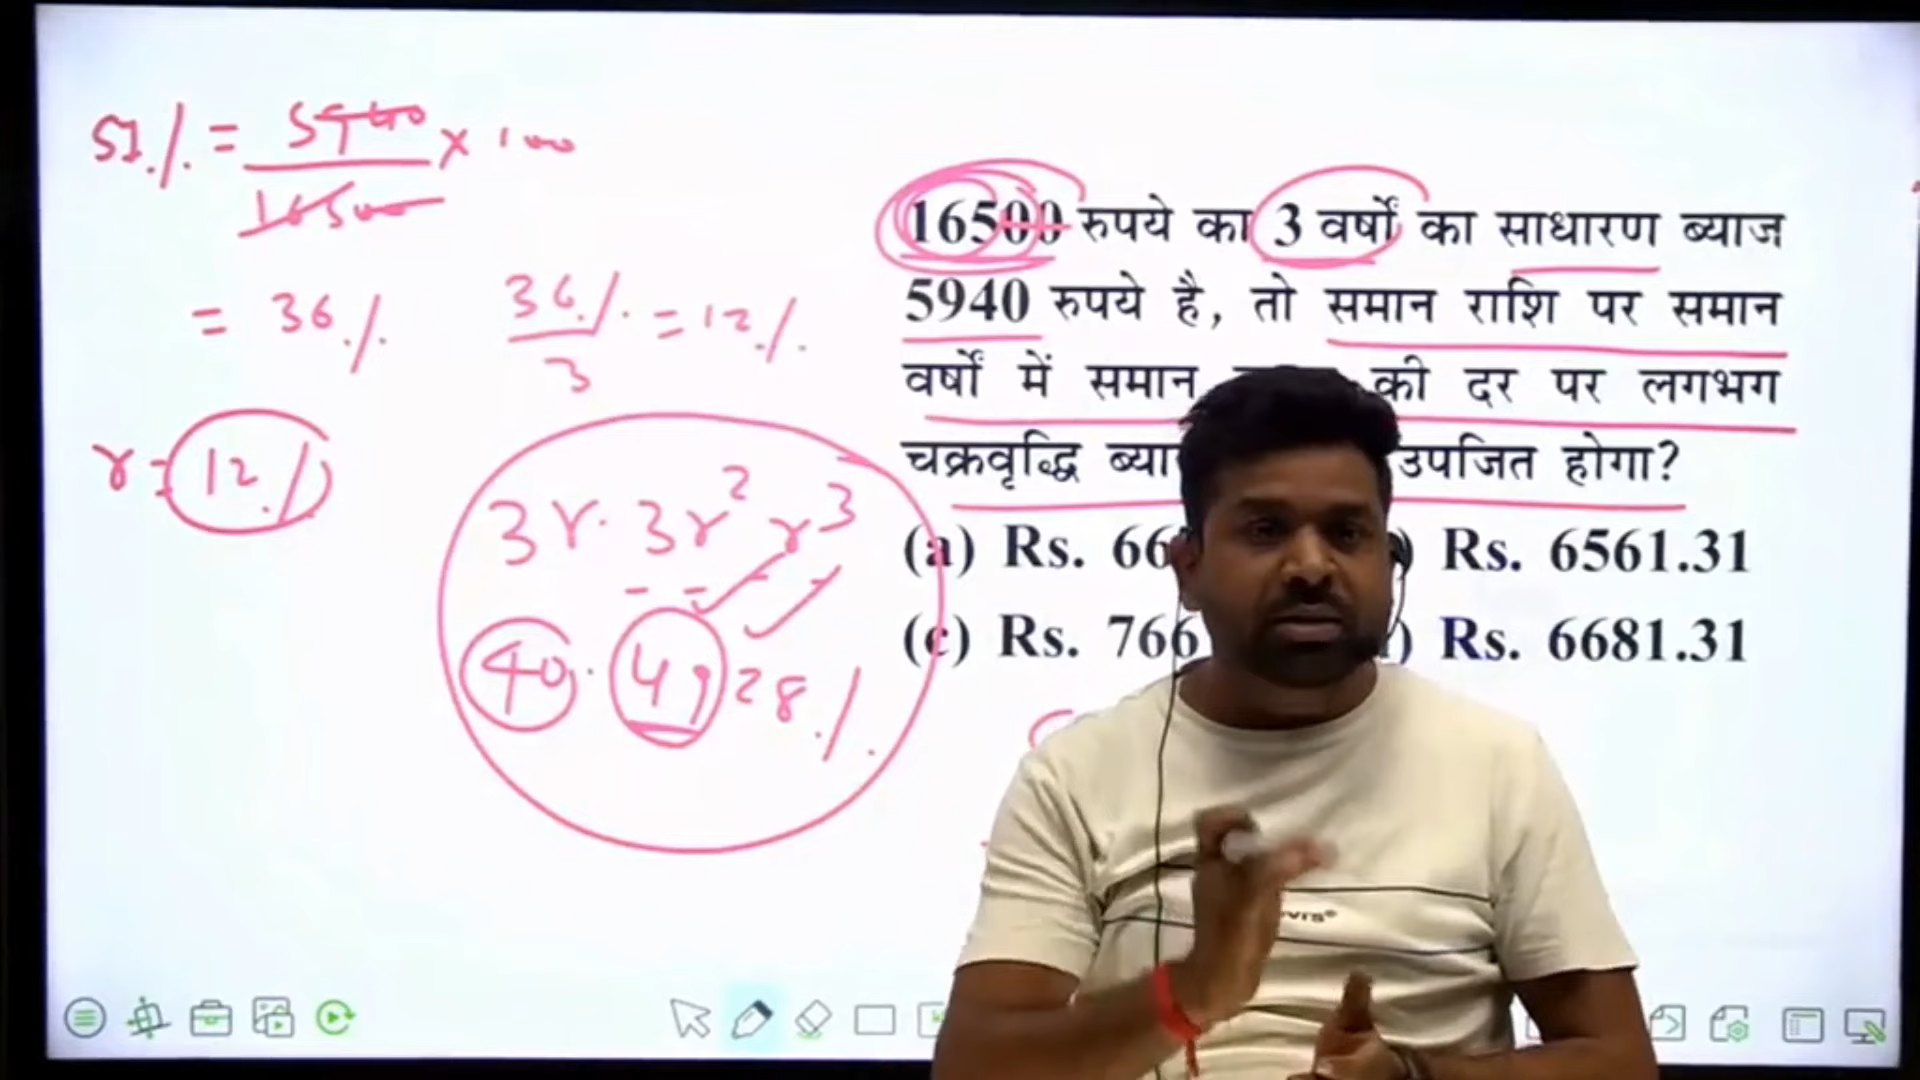 SI % = 5940 / 16500 × 100
= 36 %
36 % / 3 = 12 %
r = 12 %
3r . 3r² r³
40 . 49 28 %
16500 रुपये का 3 वर्षों का साधारण ब्याज
5940 रुपये है, तो समान राशि पर समान
वर्षों में समान की दर पर लगभग
चक्रवृद्धि उपजित होगा?
(a) Rs. 66 ) Rs. 6561.31
(c) Rs. 766 ) Rs. 6681.31